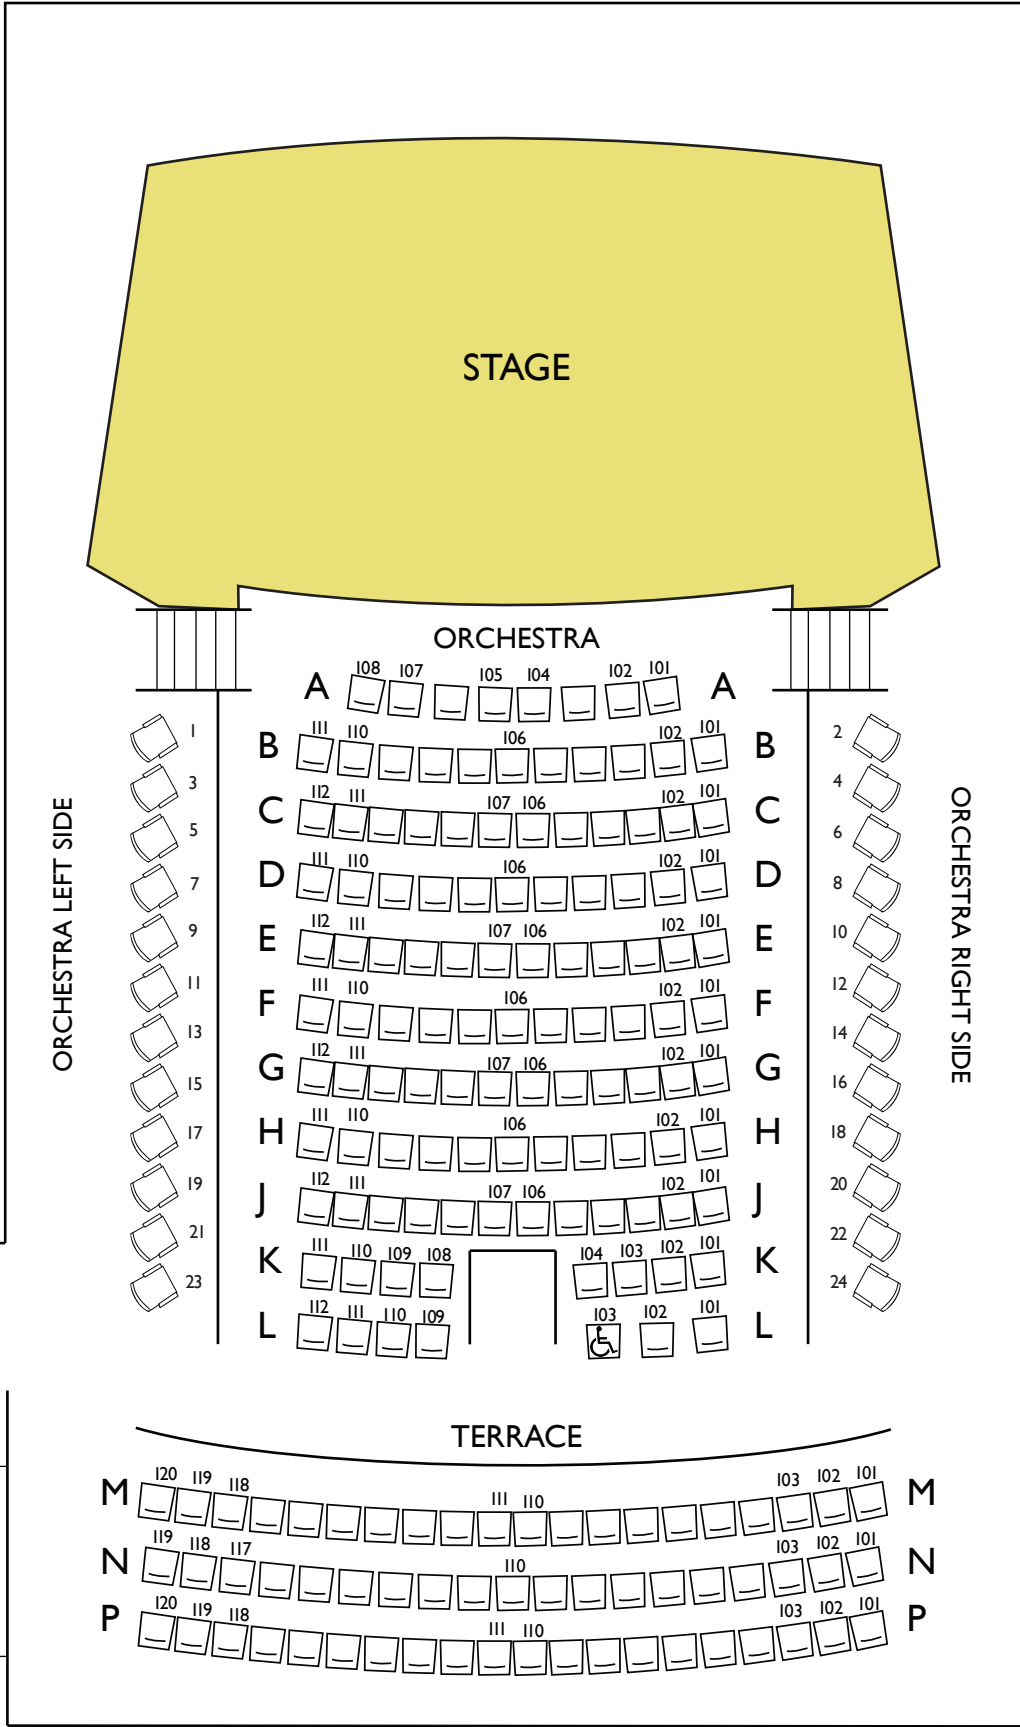 STAGE
ORCHESTRA
108 107 105 104 102 101
A A
111 110 106 102 101
B B
112 111 107 106 102 101
C C
111 110 106 102 101
D D
112 111 107 106 102 101
E E
111 110 106 102 101
F F
112 111 107 106 102 101
G G
111 110 106 102 101
H H
112 111 107 106 102 101
J J
111 110 109 108 104 103 102 101
K K
112 111 110 109 103 102 101
L L
ORCHESTRA LEFT SIDE
1
3
5
7
9
11
13
15
17
19
21
23
ORCHESTRA RIGHT SIDE
2
4
6
8
10
12
14
16
18
20
22
24
TERRACE
120 119 118 111 110 103 102 101
M M
119 118 117 110 103 102 101
N N
120 119 118 111 110 103 102 101
P P